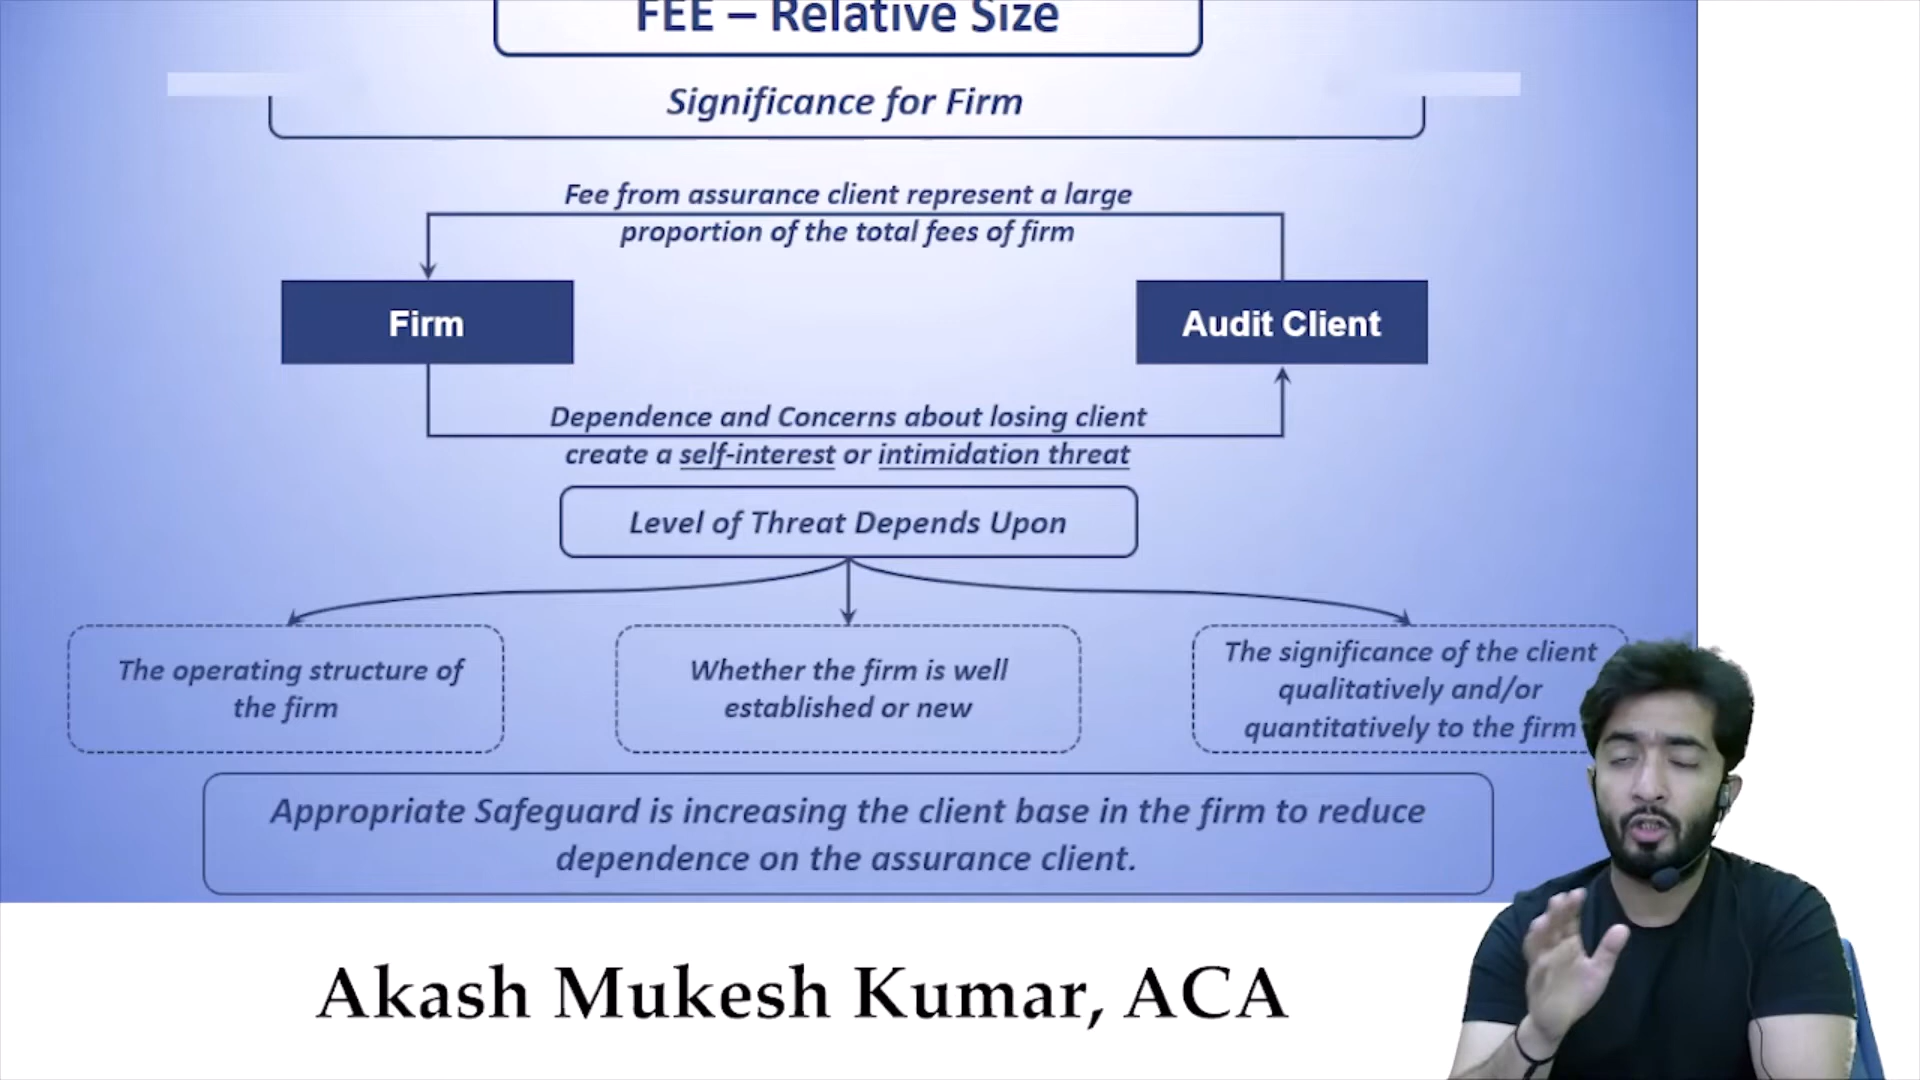 FEE – Relative Size
Significance for Firm
Fee from assurance client represent a large
proportion of the total fees of firm
Firm
Audit Client
Dependence and Concerns about losing client
create a self-interest or intimidation threat
Level of Threat Depends Upon
The operating structure of
the firm
Whether the firm is well
established or new
The significance of the client
qualitatively and/or
quantitatively to the firm
Appropriate Safeguard is increasing the client base in the firm to reduce
dependence on the assurance client.
Akash Mukesh Kumar, ACA